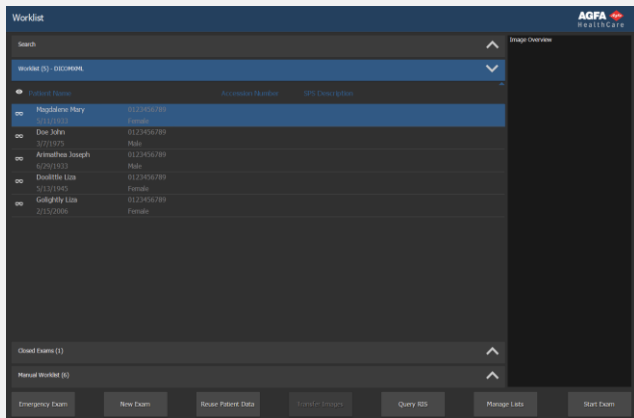 Worklist
AGFA
HealthCare
Search
Image Overview
Worklist (5) - DICOMXML
Patient Name Accession Number SPS Description
Magdalene Mary 0123456789
5/11/1933 Female
Doe John 0123456789
3/7/1975 Male
Arimathea Joseph 0123456789
6/29/1933 Male
Doolittle Liza 0123456789
5/13/1945 Female
Golightly Liza 0123456789
2/15/2006 Female
Closed Exams (1)
Manual Worklist (6)
Emergency Exam New Exam Reuse Patient Data Transfer Images Query RIS Manage Lists Start Exam